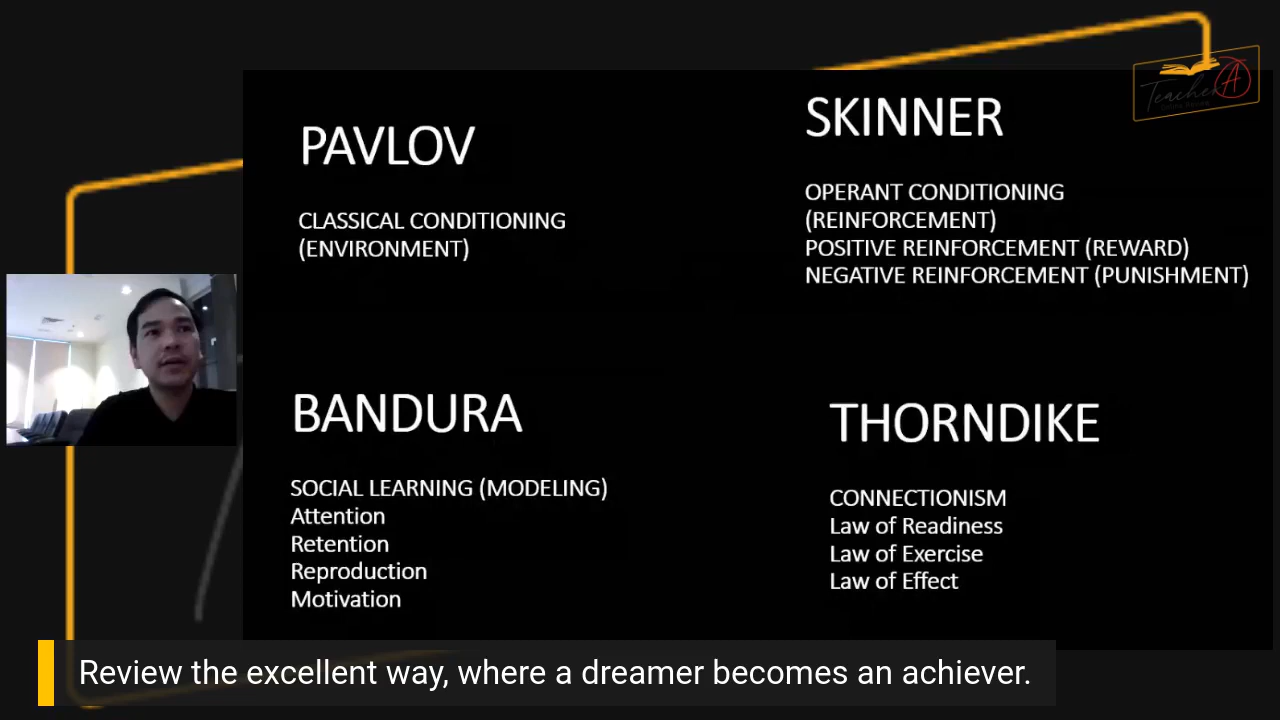 PAVLOV
CLASSICAL CONDITIONING
(ENVIRONMENT)
SKINNER
OPERANT CONDITIONING
(REINFORCEMENT)
POSITIVE REINFORCEMENT (REWARD)
NEGATIVE REINFORCEMENT (PUNISHMENT)
BANDURA
SOCIAL LEARNING (MODELING)
Attention
Retention
Reproduction
Motivation
THORNDIKE
CONNECTIONISM
Law of Readiness
Law of Exercise
Law of Effect
Teacher A
Review the excellent way, where a dreamer becomes an achiever.